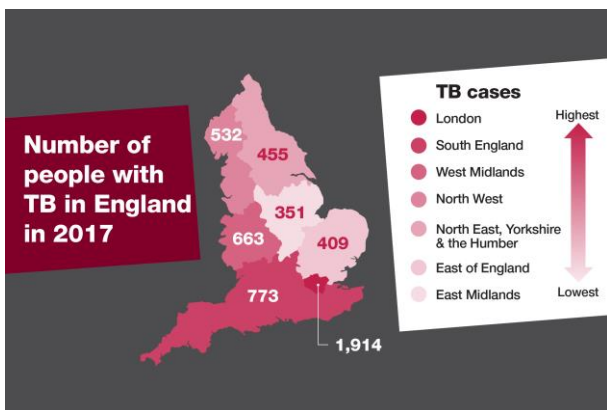 Number of
people with
TB in England
in 2017
532
455
351
663
409
773
1,914
TB cases
London
South England
West Midlands
North West
North East, Yorkshire
& the Humber
East of England
East Midlands
Highest
Lowest